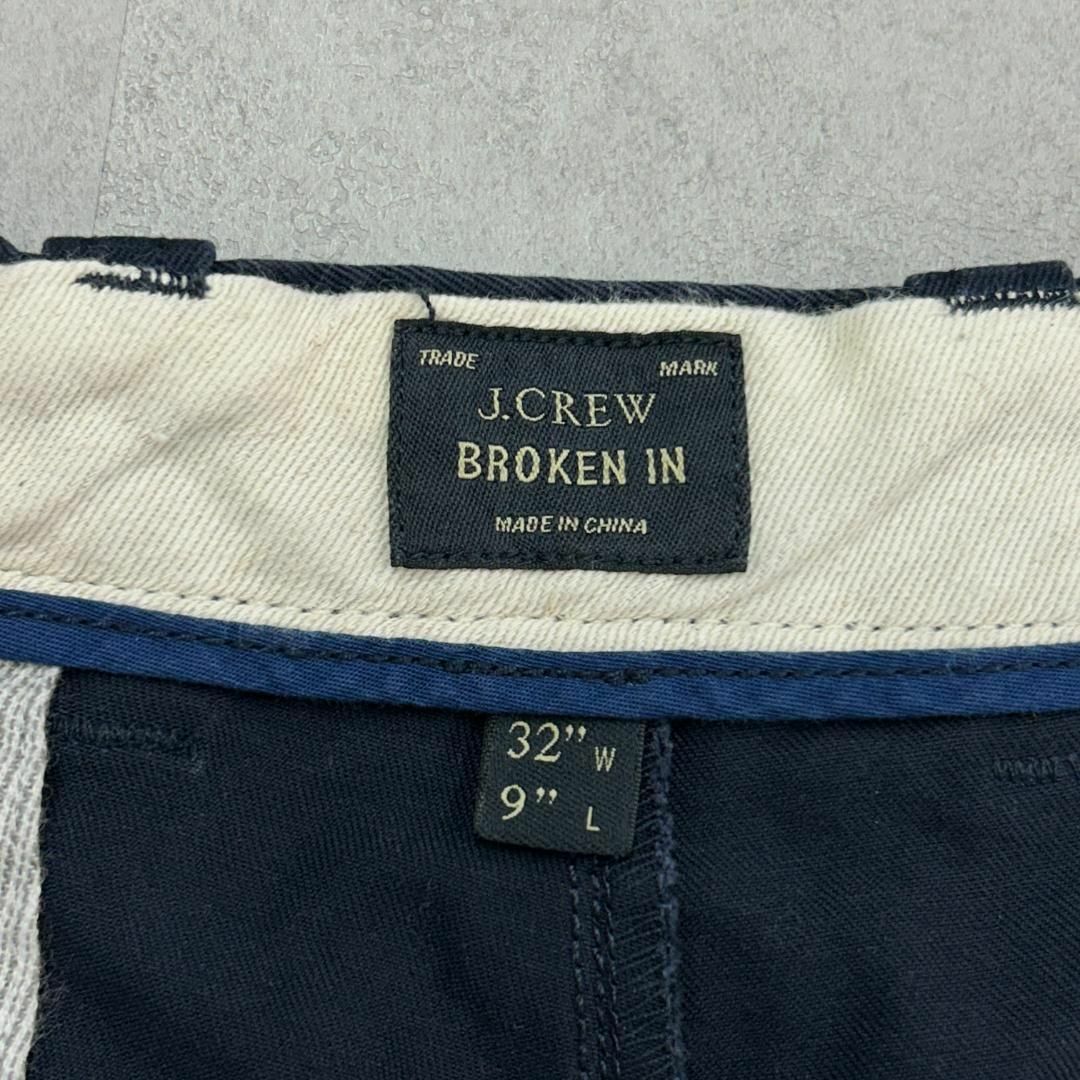 TRADE MARK
J.CREW
BROKEN IN
MADE IN CHINA
32” W
9” L